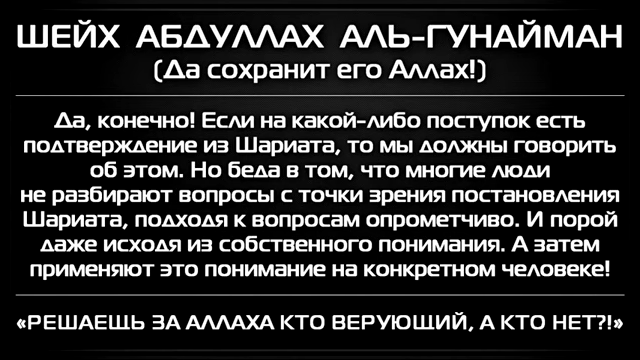 ШЕЙХ АБДУЛЛАХ АЛЬ-ГУНАЙМАН
(Да сохранит его Аллах!)
Да, конечно! Если на какой-либо поступок есть
подтверждение из Шариата, то мы должны говорить
об этом. Но беда в том, что многие люди
не разбирают вопросы с точки зрения постановления
Шариата, подходя к вопросам опрометчиво. И порой
даже исходя из собственного понимания. А затем
применяют это понимание на конкретном человеке!
«РЕШАЕШЬ ЗА АЛЛАХА КТО ВЕРУЮЩИЙ, А КТО НЕТ?!»